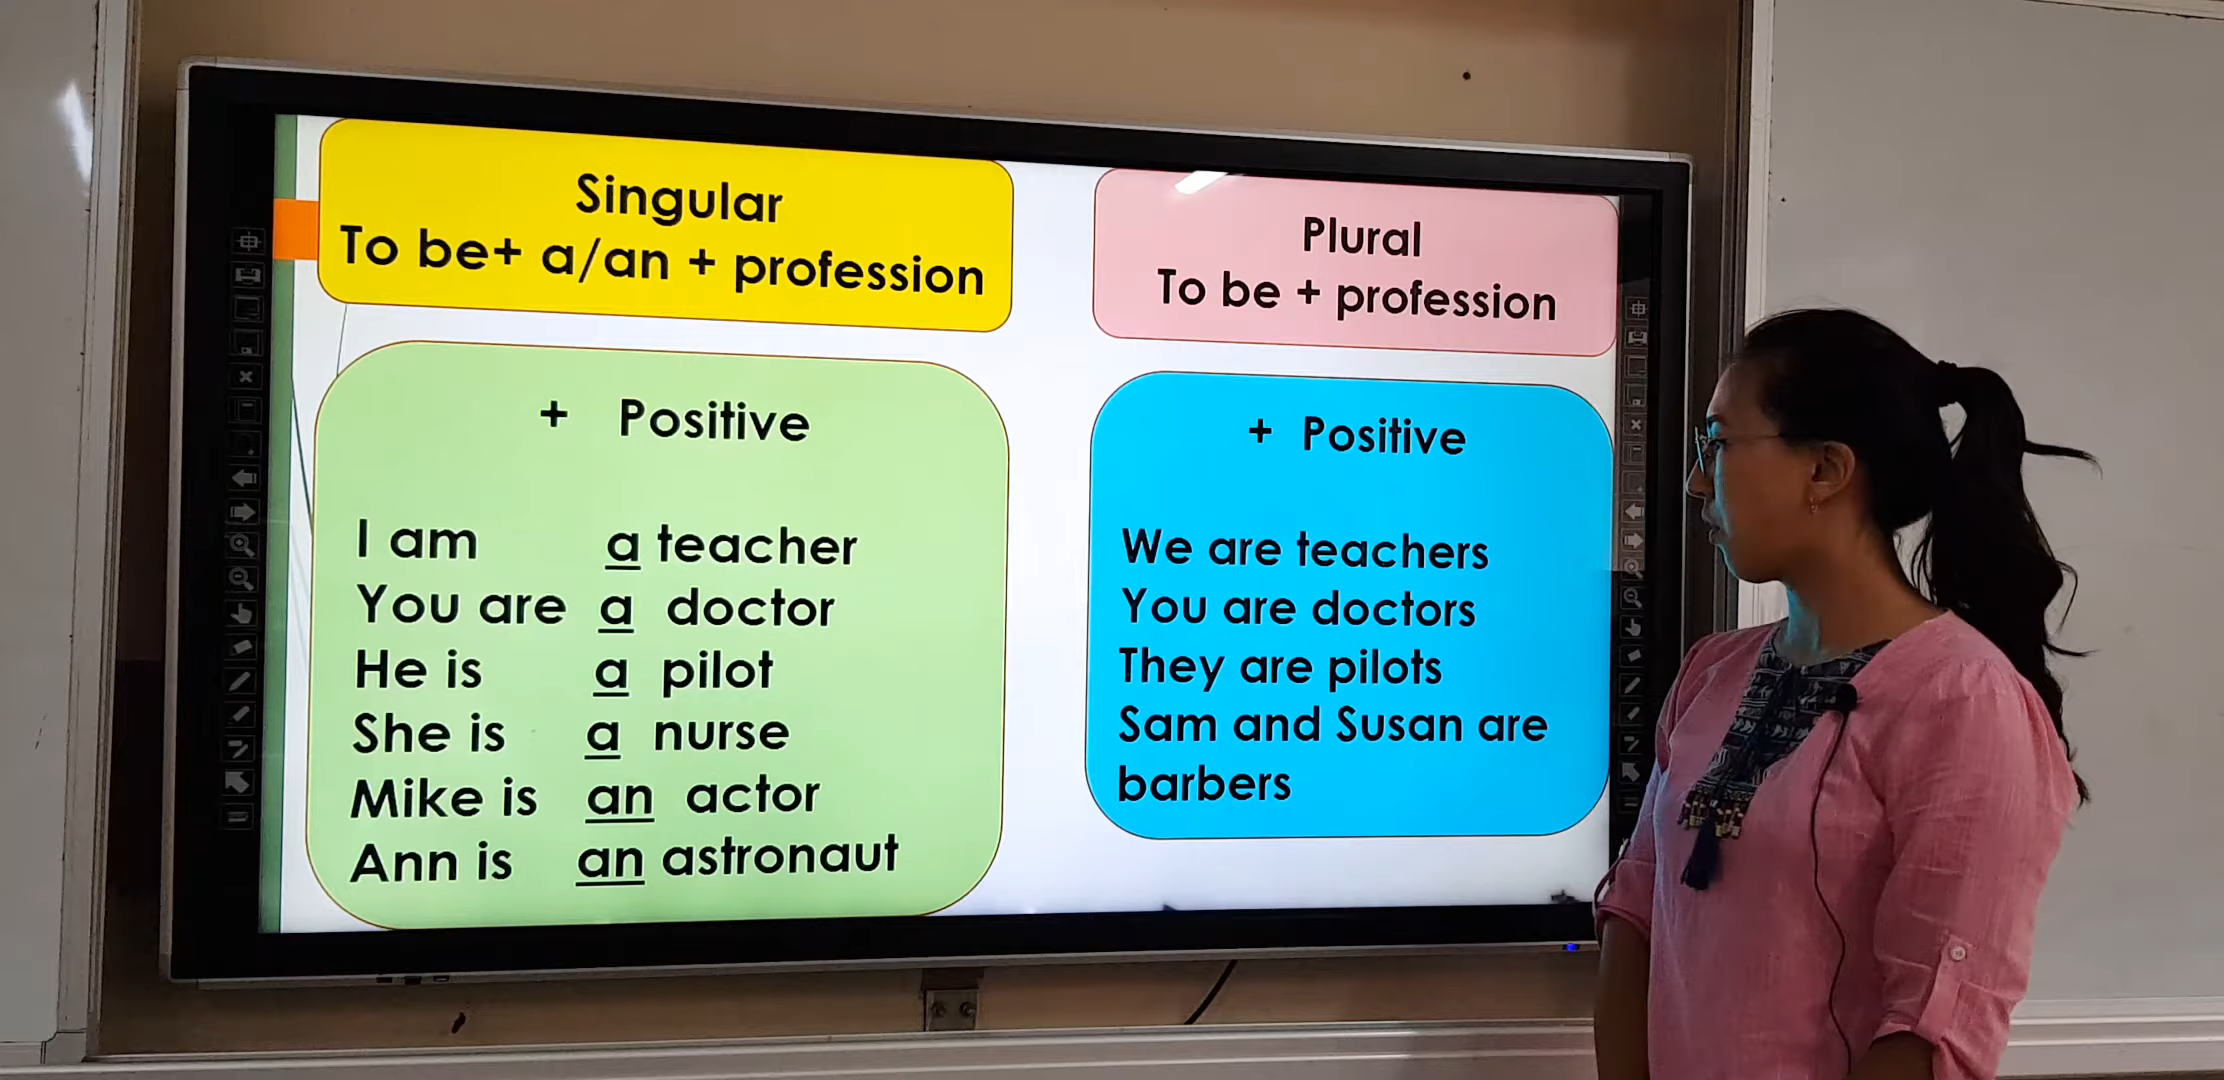 Singular
To be+ a/an + profession
+ Positive
I am a teacher
You are a doctor
He is a pilot
She is a nurse
Mike is an actor
Ann is an astronaut
Plural
To be + profession
+ Positive
We are teachers
You are doctors
They are pilots
Sam and Susan are
barbers